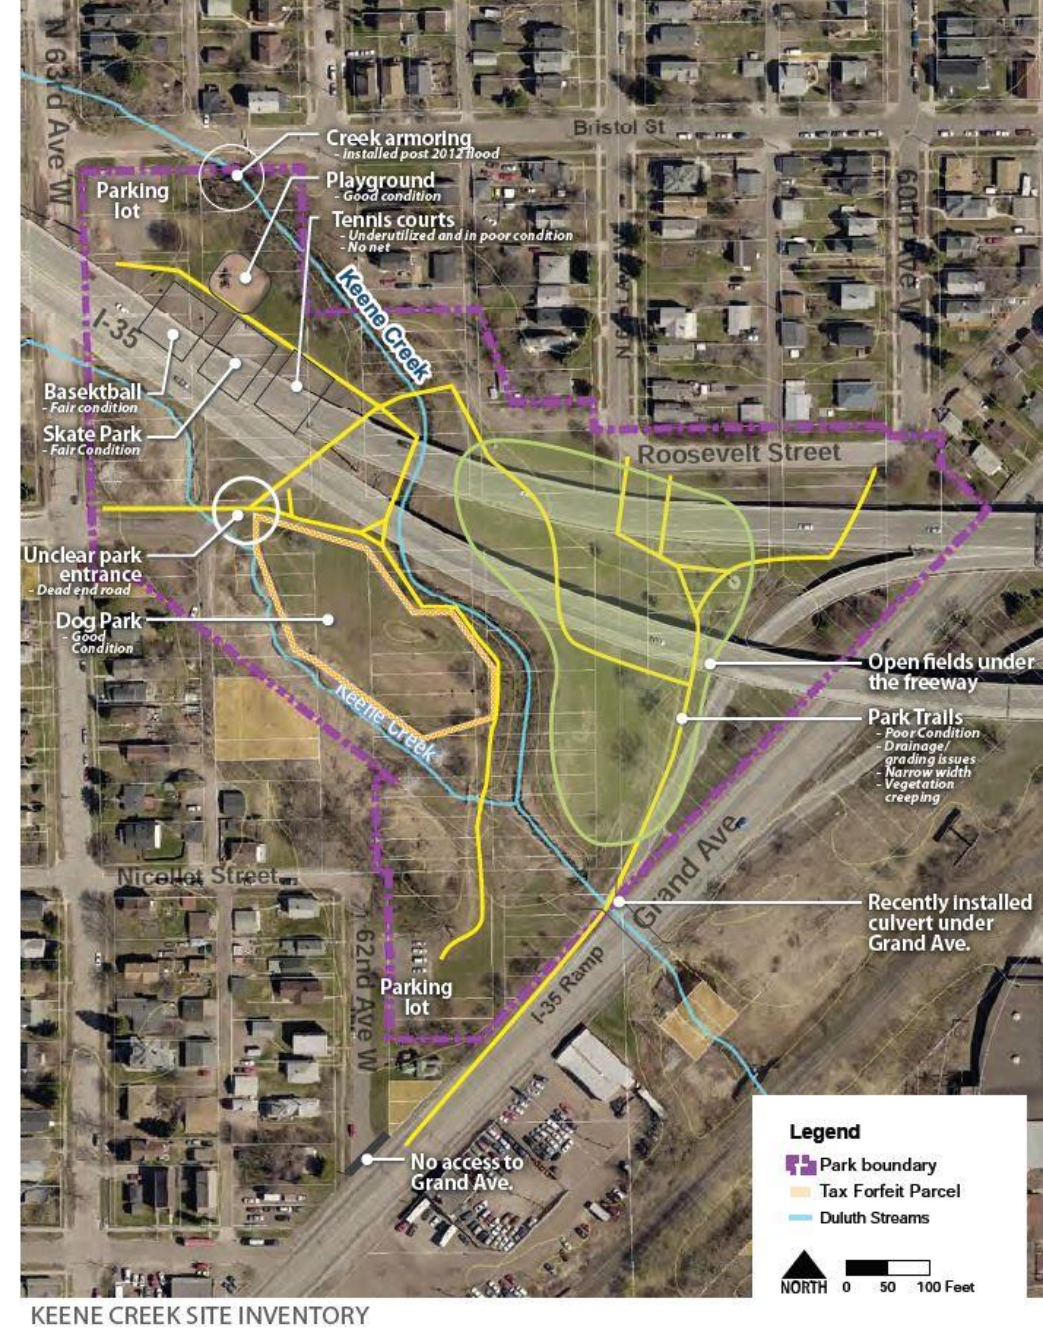 N 63rd Ave W
Bristol St
Creek armoring
- Installed post 2012 flood
Parking
lot
Playground
- Good condition
60th Ave W
Tennis courts
- Underutilized and in poor condition
- No net
Keene Creek
I-35
Basektball
- Fair condition
Skate Park
- Fair Condition
Roosevelt Street
Unclear park
entrance
- Dead end road
Dog Park
- Good
Condition
Open fields under
the freeway
Keene Creek
Park Trails
- Poor Condition
- Drainage/
grading issues
- Narrow width
- Vegetation
creeping
Nicollet Street
Grand Ave
Recently installed
culvert under
Grand Ave.
62nd Ave W
Parking
lot
I-35 Ramp
No access to
Grand Ave.
Legend
Park boundary
Tax Forfeit Parcel
Duluth Streams
NORTH
0 50 100 Feet
KEENE CREEK SITE INVENTORY